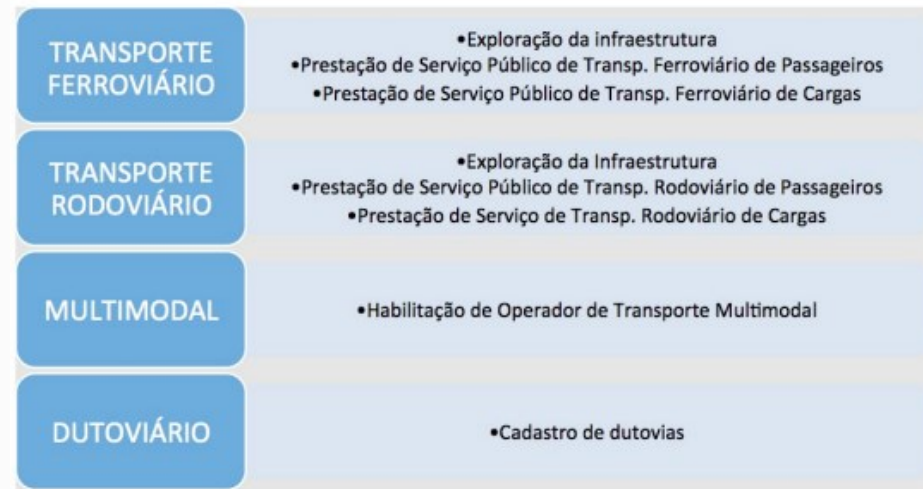 TRANSPORTE
FERROVIÁRIO
•Exploração da infraestrutura
•Prestação de Serviço Público de Transp. Ferroviário de Passageiros
•Prestação de Serviço Público de Transp. Ferroviário de Cargas
TRANSPORTE
RODOVIÁRIO
•Exploração da Infraestrutura
•Prestação de Serviço Público de Transp. Rodoviário de Passageiros
•Prestação de Serviço de Transp. Rodoviário de Cargas
MULTIMODAL
•Habilitação de Operador de Transporte Multimodal
DUTOVIÁRIO
•Cadastro de dutovias